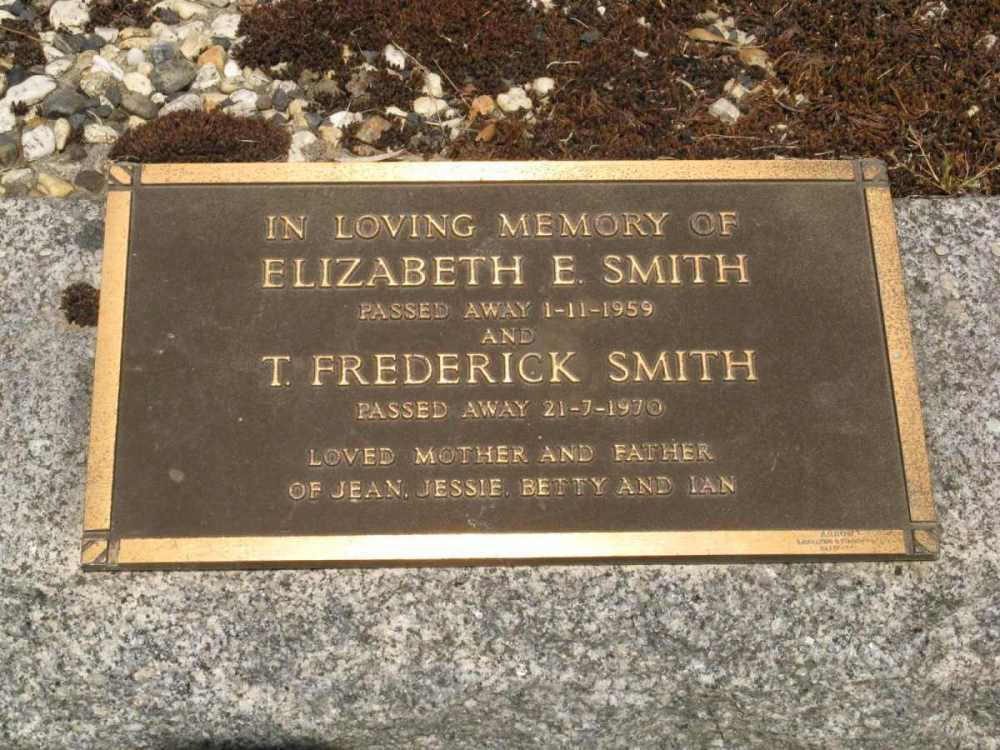 IN LOVING MEMORY OF
ELIZABETH E. SMITH
PASSED AWAY 1-11-1959
AND
T. FREDERICK SMITH
PASSED AWAY 21-7-1970
LOVED MOTHER AND FATHER
OF JEAN, JESSIE, BETTY AND IAN